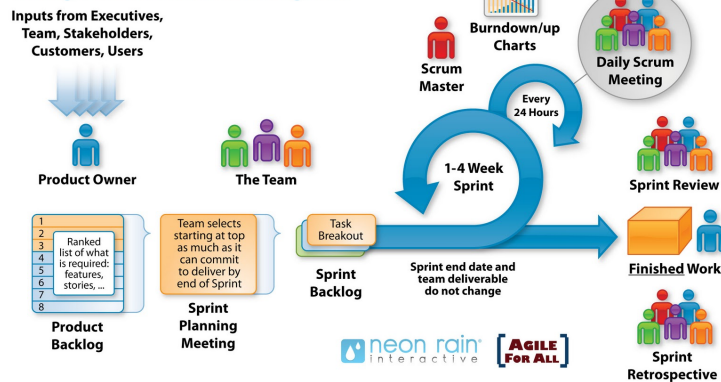 Inputs from Executives,
Team, Stakeholders,
Customers, Users
Product Owner
The Team
Scrum
Master
Burndown/up
Charts
Daily Scrum
Meeting
Every
24 Hours
1-4 Week
Sprint
1
2
3
4
5
6
7
8
Ranked
list of what
is required:
features,
stories, ...
Product
Backlog
Team selects
starting at top
as much as it
can commit
to deliver by
end of Sprint
Sprint
Planning
Meeting
Task
Breakout
Sprint
Backlog
Sprint end date and
team deliverable
do not change
Sprint Review
Finished Work
Sprint
Retrospective
neon rain®
interactive
AGILE
FOR ALL